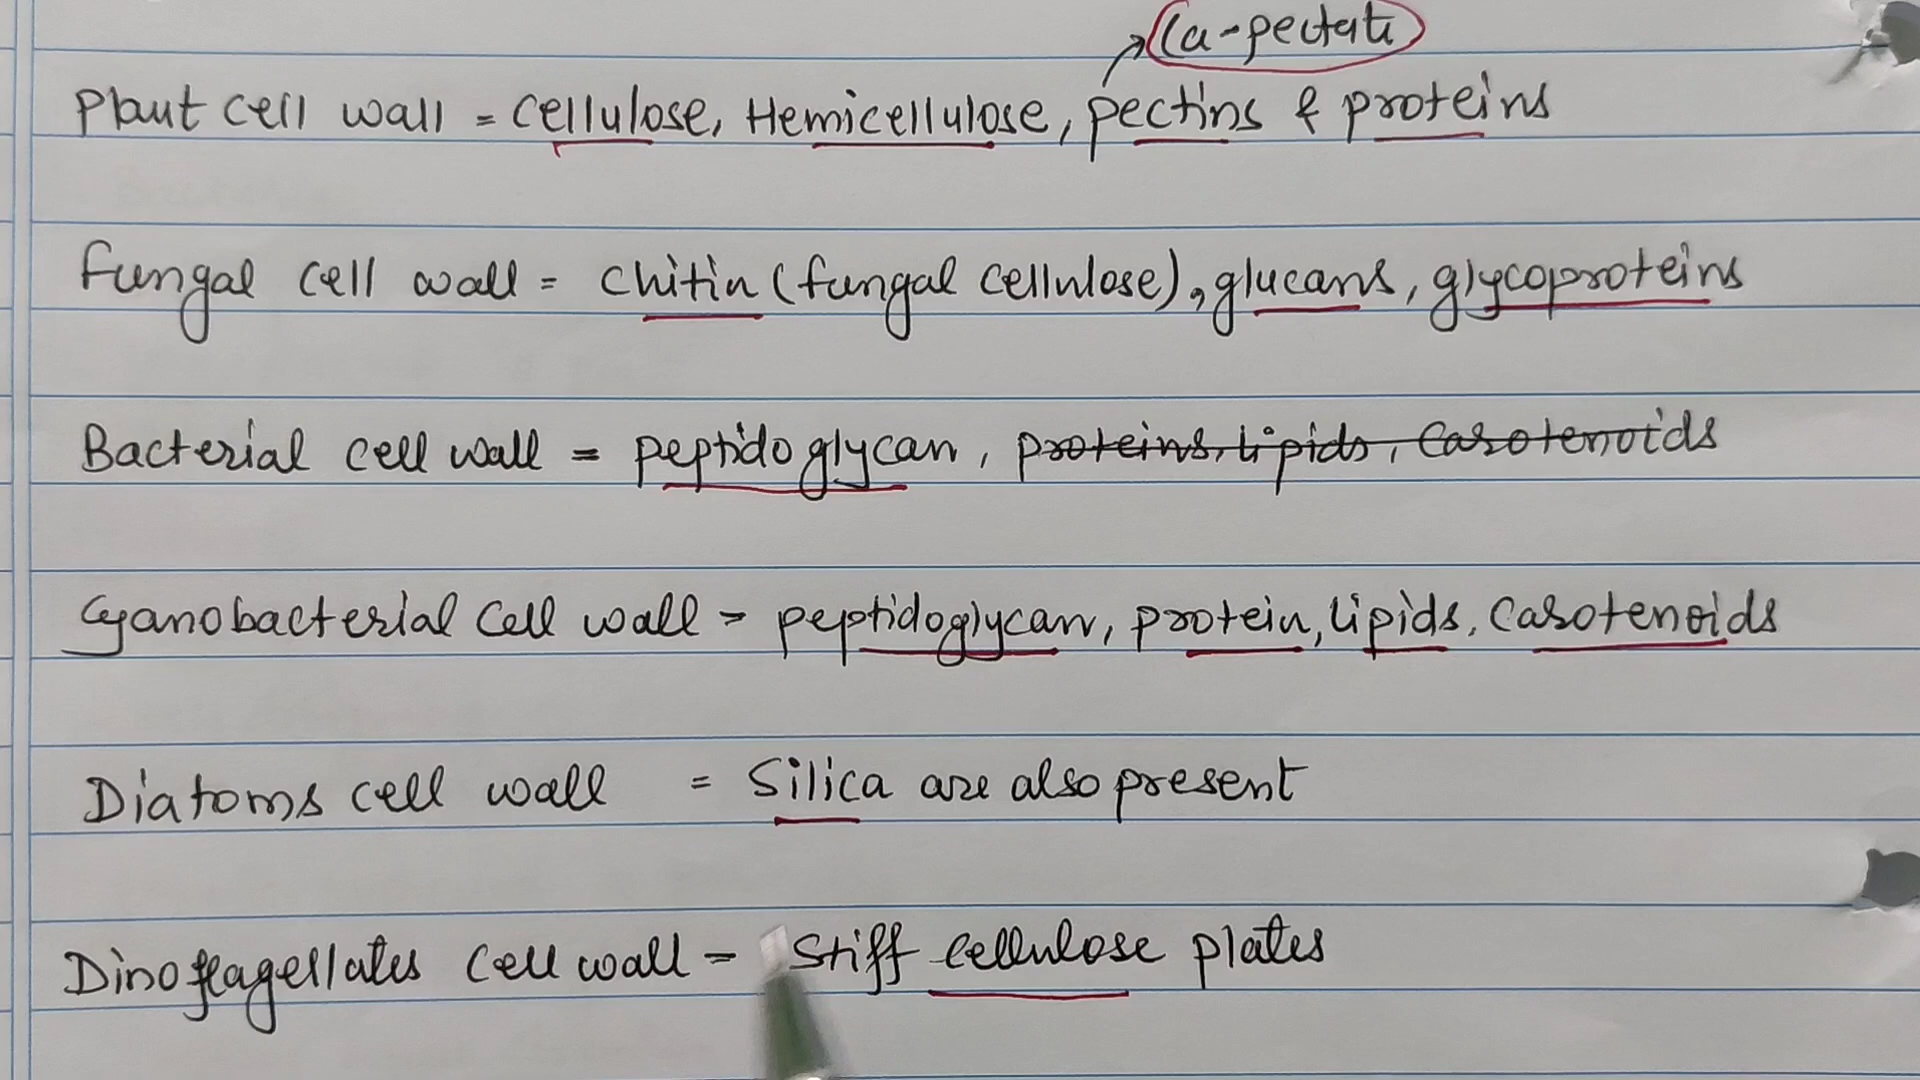 Ca-pectate
Plant cell wall = cellulose, Hemicellulose, pectins & proteins
Fungal cell wall = chitin (fungal cellulose), glucans, glycoproteins
Bacterial cell wall = peptidoglycan, proteins, lipids, Carotenoids
Cyanobacterial cell wall = peptidoglycan, protein, lipids, Carotenoids
Diatoms cell wall = Silica are also present
Dinoflagellates cell wall = stiff cellulose plates